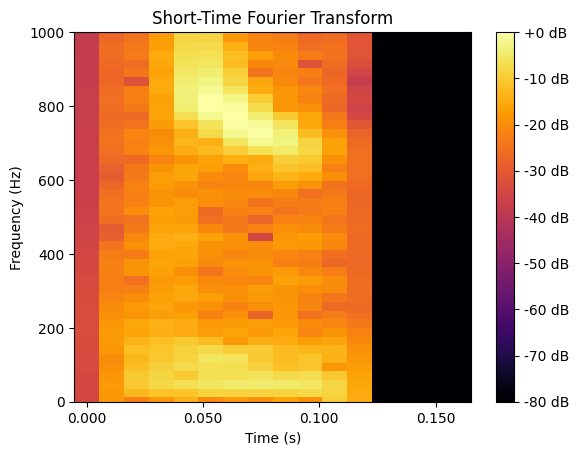 Short-Time Fourier Transform
1000
800
600
400
200
0
Frequency (Hz)
0.000
0.050
0.100
0.150
Time (s)
+0 dB
-10 dB
-20 dB
-30 dB
-40 dB
-50 dB
-60 dB
-70 dB
-80 dB